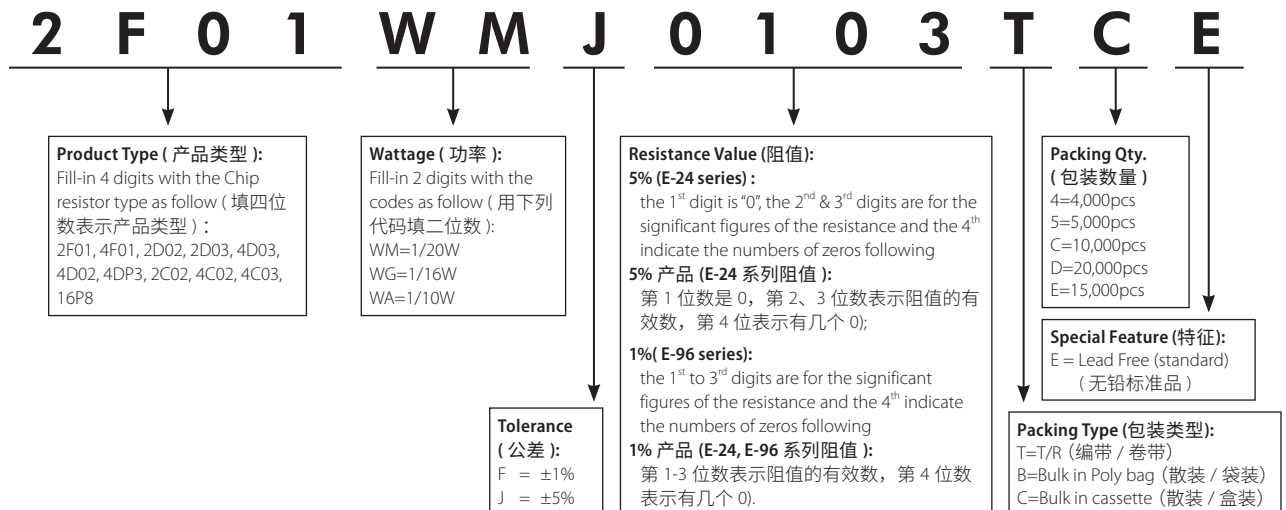 2 F 0 1 W M J 0 1 0 3 T C E
Product Type ( 产品类型 ):
Fill-in 4 digits with the Chip
resistor type as follow ( 填四位
数表示产品类型 ) :
2F01, 4F01, 2D02, 2D03, 4D03,
4D02, 4DP3, 2C02, 4C02, 4C03,
16P8
Wattage ( 功率 ):
Fill-in 2 digits with the
codes as follow ( 用下列
代码填二位数 ):
WM=1/20W
WG=1/16W
WA=1/10W
Tolerance
( 公差 ):
F = ±1%
J = ±5%
Resistance Value (阻值):
5% (E-24 series) :
the 1st digit is "0", the 2nd & 3rd digits are for the
significant figures of the resistance and the 4th
indicate the numbers of zeros following
5% 产品 (E-24 系列阻值 ):
第 1 位数是 0，第 2、3 位数表示阻值的有
效数，第 4 位表示有几个 0);
1%( E-96 series):
the 1st to 3rd digits are for the significant
figures of the resistance and the 4th indicate
the numbers of zeros following
1% 产品 (E-24, E-96 系列阻值 ):
第 1-3 位数表示阻值的有效数，第 4 位数
表示有几个 0).
Packing Qty.
( 包装数量 )
4=4,000pcs
5=5,000pcs
C=10,000pcs
D=20,000pcs
E=15,000pcs
Special Feature (特征):
E = Lead Free (standard)
( 无铅标准品 )
Packing Type (包装类型):
T=T/R（编带 / 卷带）
B=Bulk in Poly bag（散装 / 袋装）
C=Bulk in cassette（散装 / 盒装）